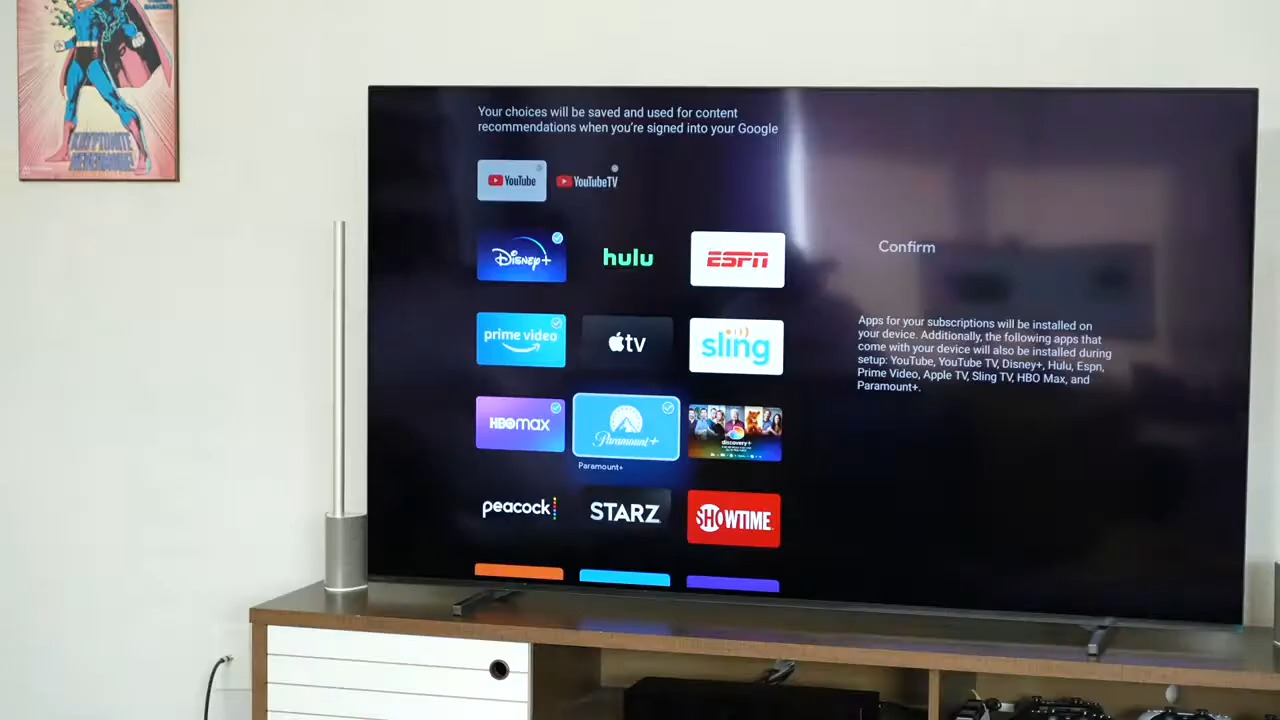 KRYPTONITE
NEVERMORE!
Your choices will be saved and used for content
recommendations when you're signed into your Google
YouTube
YouTubeTV
Disney+
hulu
ESPN
prime video
tv
sling
HBOMAX
Paramount+
discovery+
Paramount+
peacock
STARZ
SHOWTIME
Confirm
Apps for your subscriptions will be installed on
your device. Additionally, the following apps that
come with your device will also be installed during
setup: YouTube, YouTube TV, Disney+, Hulu, Espn,
Prime Video, Apple TV, Sling TV, HBO Max, and
Paramount+.